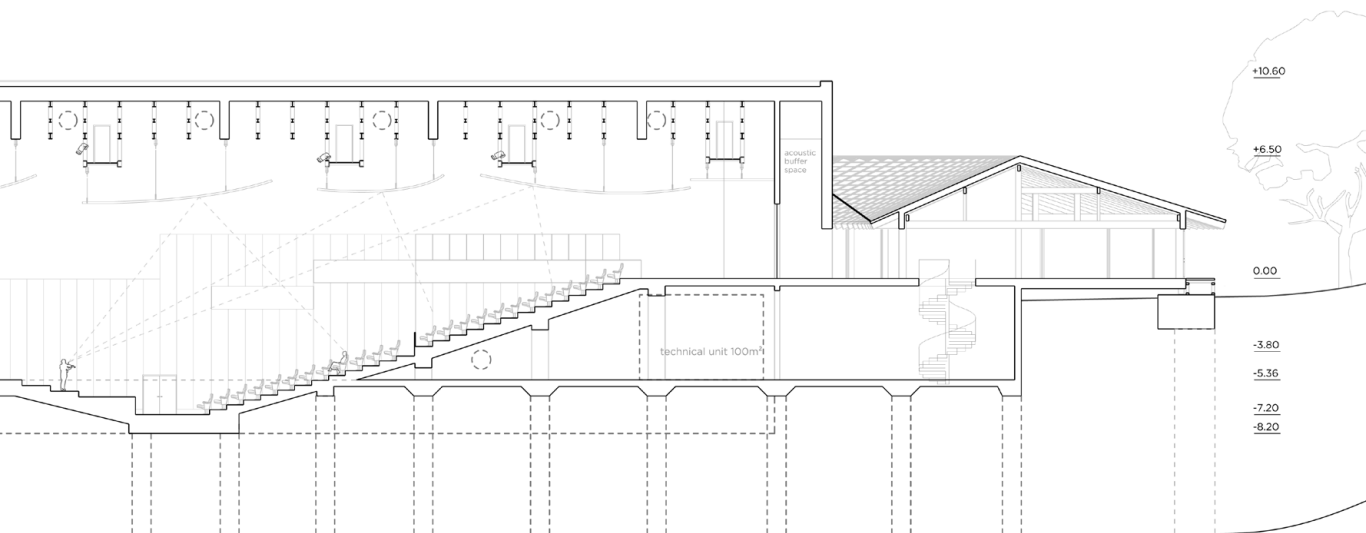 +10.60
acoustic
buffer
space
+6.50
0.00
-3.80
technical unit 100m²
-5.36
-7.20
-8.20